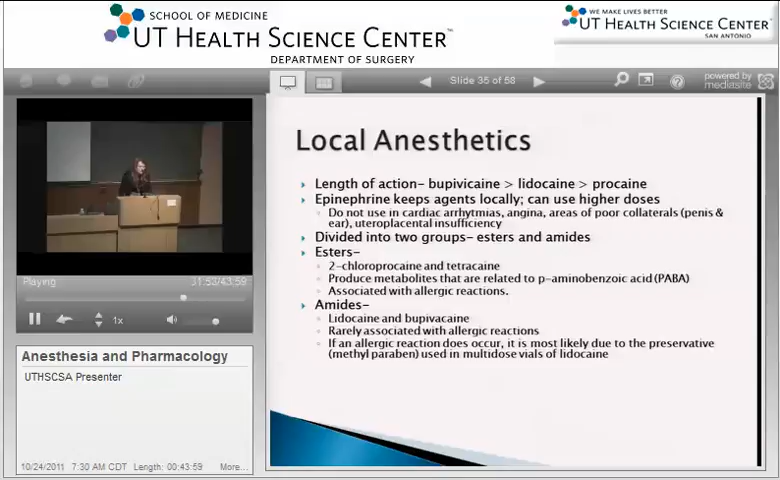 SCHOOL OF MEDICINE
UT HEALTH SCIENCE CENTER™
DEPARTMENT OF SURGERY
WE MAKE LIVES BETTER
UT HEALTH SCIENCE CENTER
SAN ANTONIO
Slide 35 of 58
powered by
mediasite
Local Anesthetics
Length of action- bupivicaine > lidocaine > procaine
Epinephrine keeps agents locally; can use higher doses
Do not use in cardiac arrhytmias, angina, areas of poor collaterals (penis &
ear), uteroplacental insufficiency
Divided into two groups- esters and amides
Esters-
2-chloroprocaine and tetracaine
Produce metabolites that are related to p-aminobenzoic acid (PABA)
Associated with allergic reactions.
Amides-
Lidocaine and bupivacaine
Rarely associated with allergic reactions
If an allergic reaction does occur, it is most likely due to the preservative
(methyl paraben) used in multidose vials of lidocaine
Playing
31:53/43:59
1x
Anesthesia and Pharmacology
UTHSCSA Presenter
10/24/2011 7:30 AM CDT Length: 00:43:59 More...